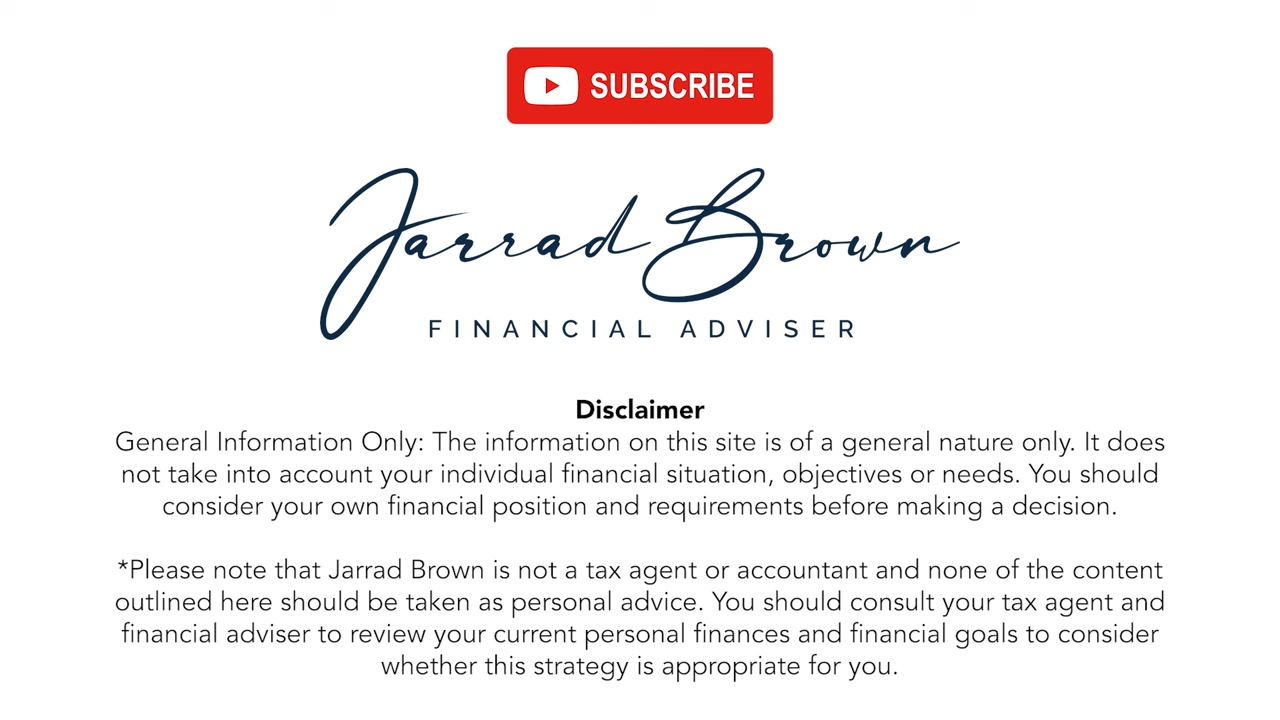 SUBSCRIBE
Jarrad Brown
FINANCIAL ADVISER
Disclaimer
General Information Only: The information on this site is of a general nature only. It does
not take into account your individual financial situation, objectives or needs. You should
consider your own financial position and requirements before making a decision.
*Please note that Jarrad Brown is not a tax agent or accountant and none of the content
outlined here should be taken as personal advice. You should consult your tax agent and
financial adviser to review your current personal finances and financial goals to consider
whether this strategy is appropriate for you.